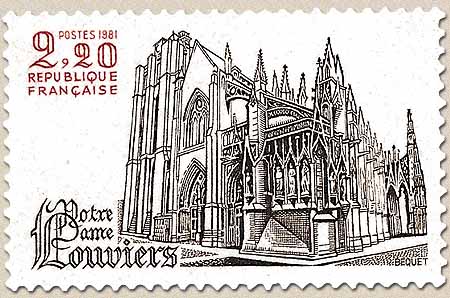 POSTES 1981
2,20
REPUBLIQUE
FRANÇAISE
Notre
Dame
Louviers
BEQUET